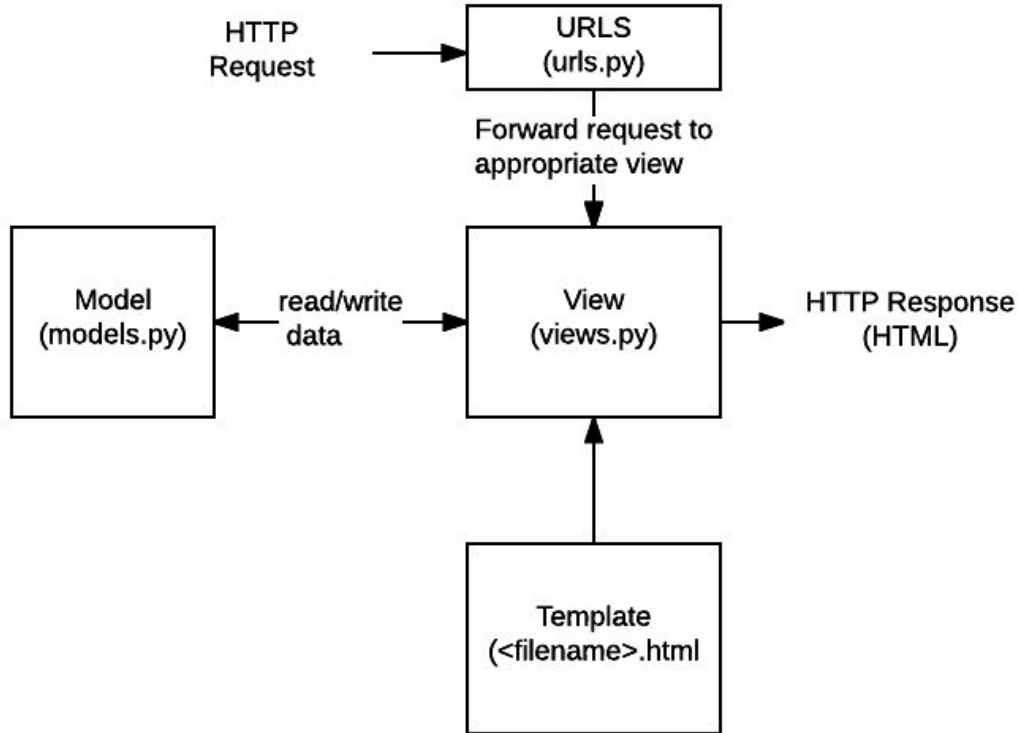 HTTP
Request
URLS
(urls.py)
Forward request to
appropriate view
Model
(models.py)
read/write
data
View
(views.py)
HTTP Response
(HTML)
Template
(<filename>.html